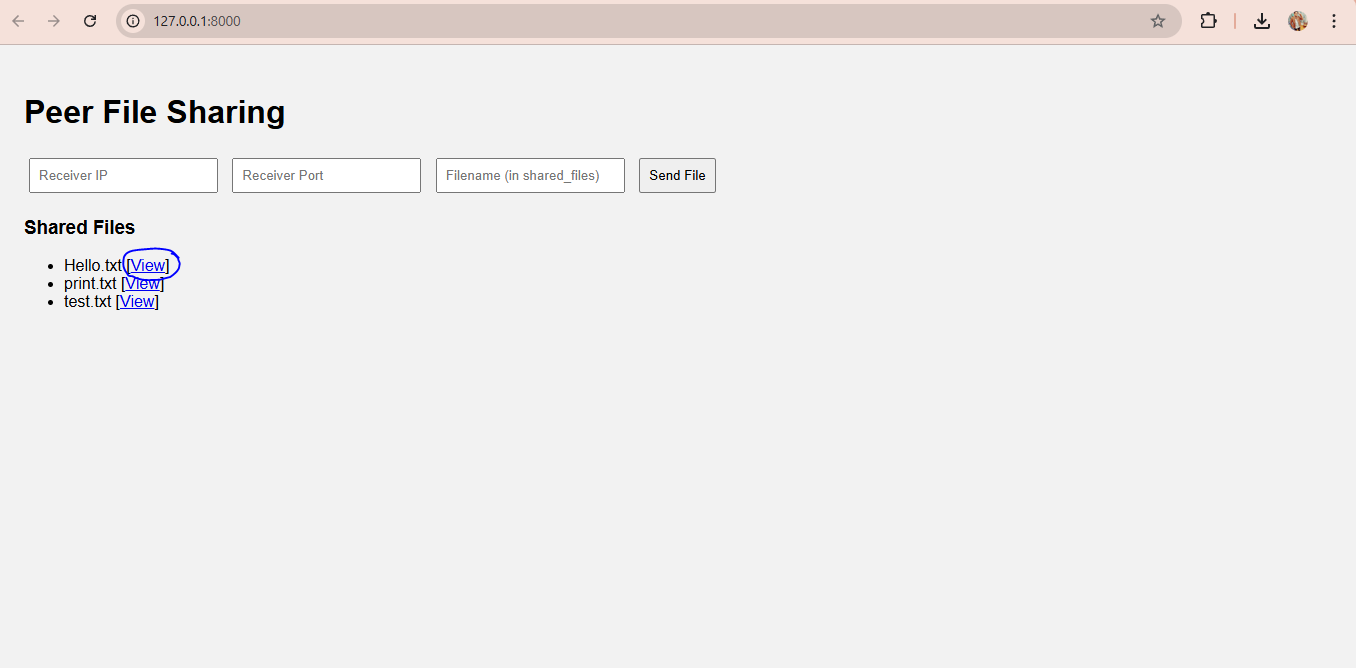 127.0.0.1:8000
Peer File Sharing
Receiver IP Receiver Port Filename (in shared_files) Send File
Shared Files
Hello.txt [View]
print.txt [View]
test.txt [View]